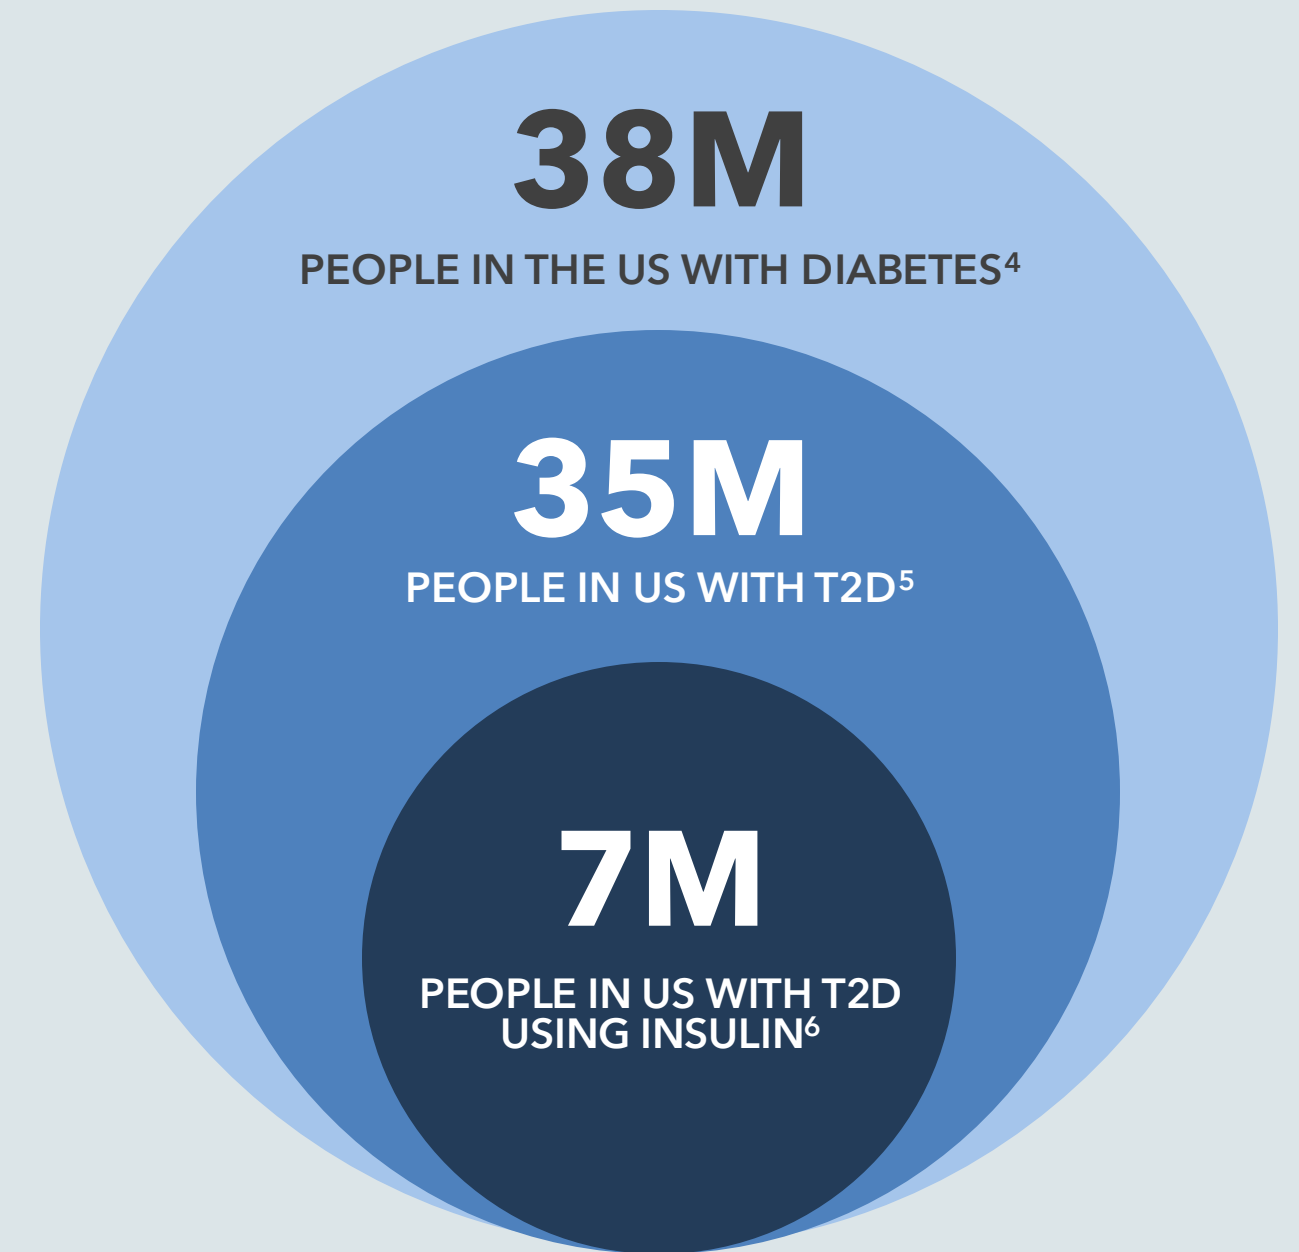 38M
PEOPLE IN THE US WITH DIABETES⁴
35M
PEOPLE IN US WITH T2D⁵
7M
PEOPLE IN US WITH T2D
USING INSULIN⁶